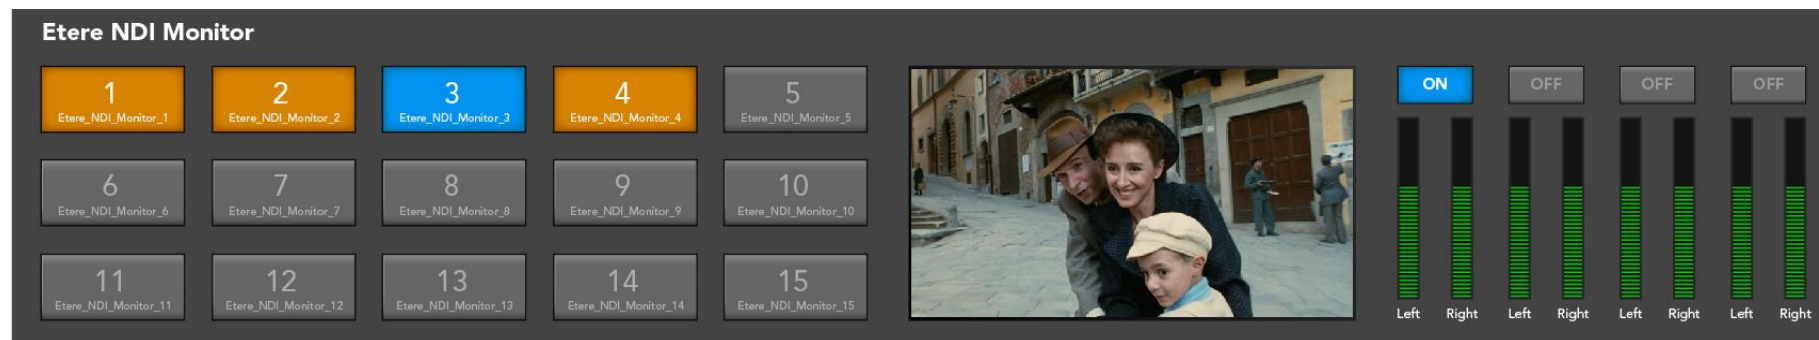 Etere NDI Monitor
1
Etere_NDI_Monitor_1
2
Etere_NDI_Monitor_2
3
Etere_NDI_Monitor_3
4
Etere_NDI_Monitor_4
5
Etere_NDI_Monitor_5
6
Etere_NDI_Monitor_6
7
Etere_NDI_Monitor_7
8
Etere_NDI_Monitor_8
9
Etere_NDI_Monitor_9
10
Etere_NDI_Monitor_10
11
Etere_NDI_Monitor_11
12
Etere_NDI_Monitor_12
13
Etere_NDI_Monitor_13
14
Etere_NDI_Monitor_14
15
Etere_NDI_Monitor_15
ON OFF OFF OFF
Left Right Left Right Left Right Left Right